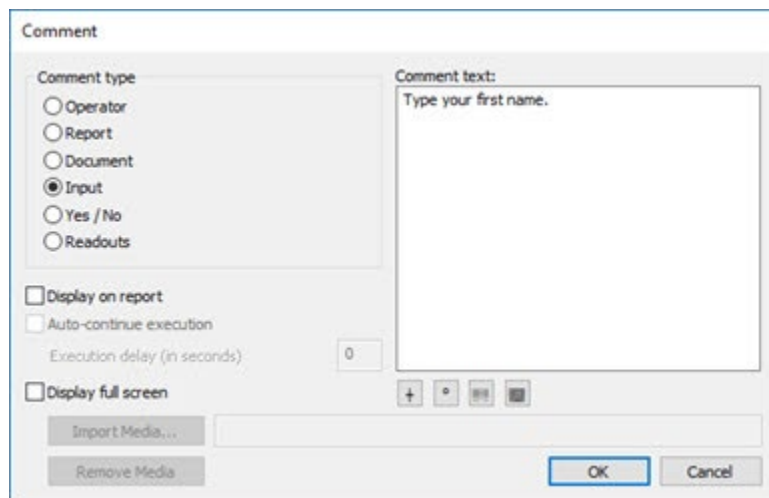 Comment
Comment type
Operator
Report
Document
Input
Yes / No
Readouts
Display on report
Auto-continue execution
Execution delay (in seconds)
0
Display full screen
Import Media...
Remove Media
Comment text:
Type your first name.
OK
Cancel